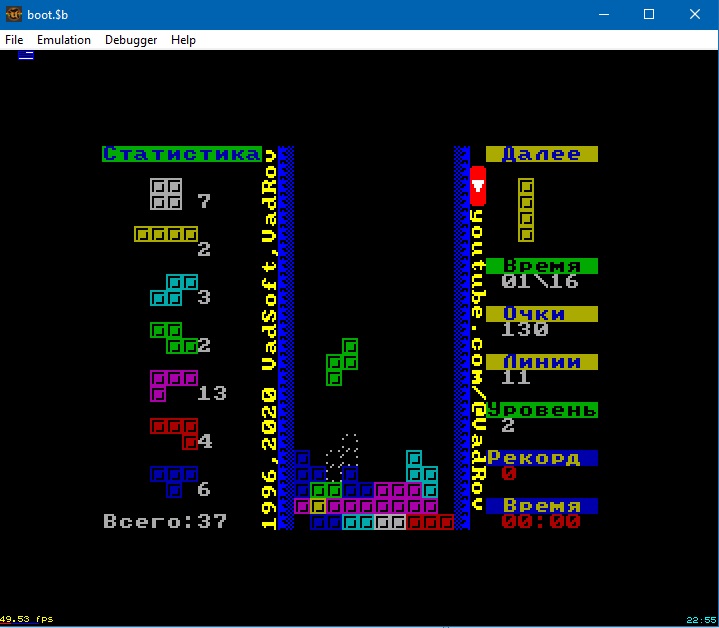 boot.$b
File Emulation Debugger Help
Статистика
7
2
3
2
13
4
6
Всего:37
1996,2020 VadSoft,VadRov
youtube.com/@VadRov
Далее
Время
01\16
Очки
130
Линии
11
Уровень
2
Рекорд
0
Время
00:00
49.53 fps
22:55